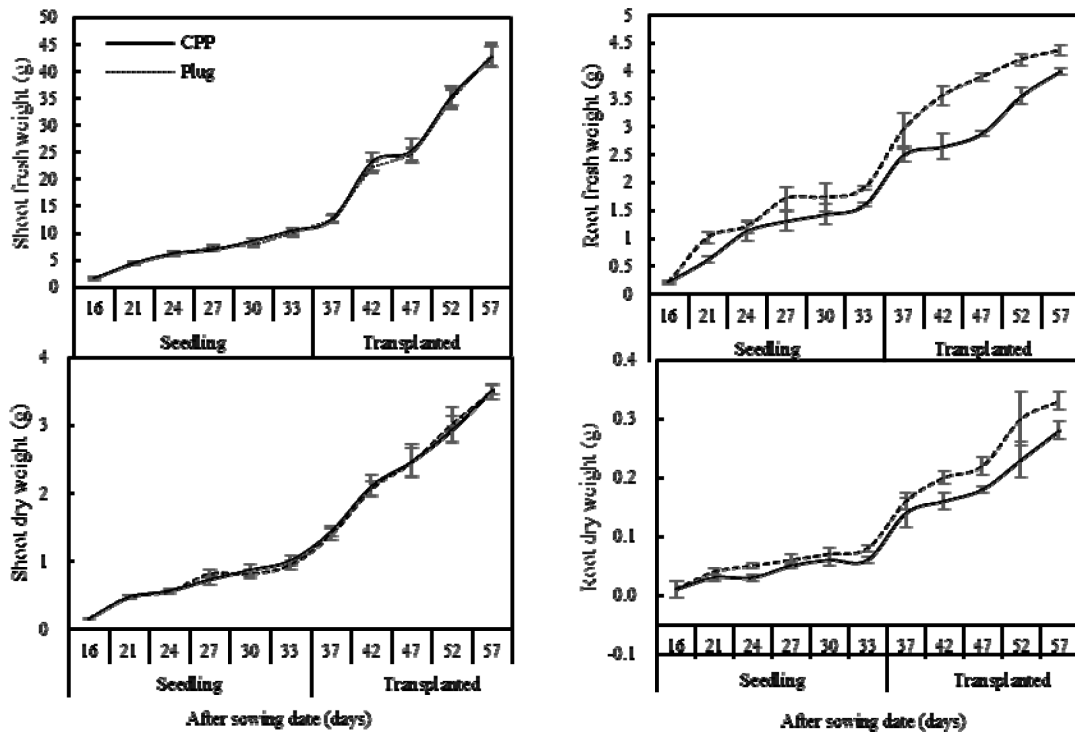 Shoot fresh weight (g)
50
45
40
35
30
25
20
15
10
5
0
CPP
Plug
16 21 24 27 30 33 37 42 47 52 57
Seedling Transplanted
Root fresh weight (g)
5
4.5
4
3.5
3
2.5
2
1.5
1
0.5
0
16 21 24 27 30 33 37 42 47 52 57
Seedling Transplanted
Shoot dry weight (g)
4
3
2
1
0
16 21 24 27 30 33 37 42 47 52 57
Seedling Transplanted
After sowing date (days)
Root dry weight (g)
0.4
0.3
0.2
0.1
0.0
-0.1
16 21 24 27 30 33 37 42 47 52 57
Seedling Transplanted
After sowing date (days)